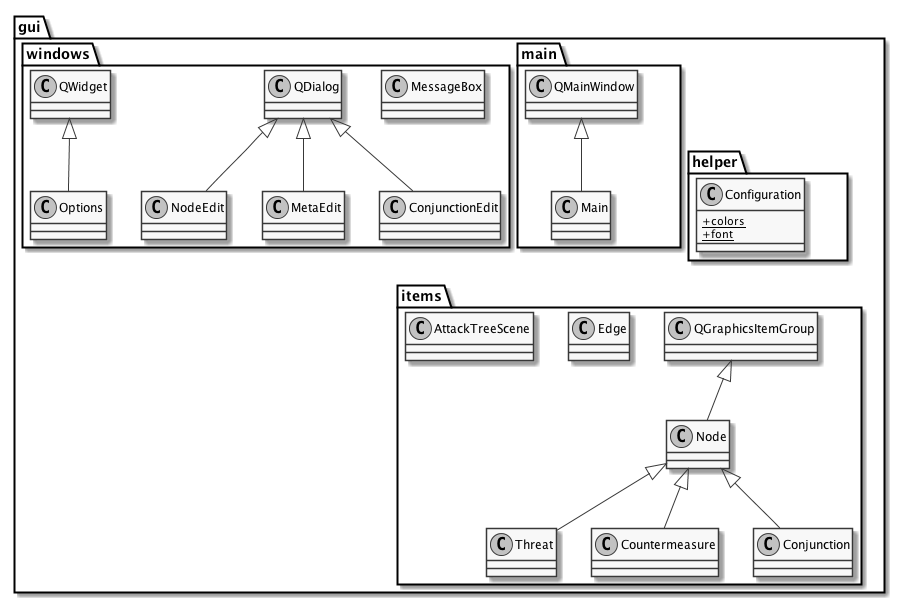 gui
windows
main
C QWidget
C QDialog
C MessageBox
C QMainWindow
helper
C Configuration
+colors
+font
C Options
C NodeEdit
C MetaEdit
C ConjunctionEdit
C Main
items
C AttackTreeScene
C Edge
C QGraphicsItemGroup
C Node
C Threat
C Countermeasure
C Conjunction